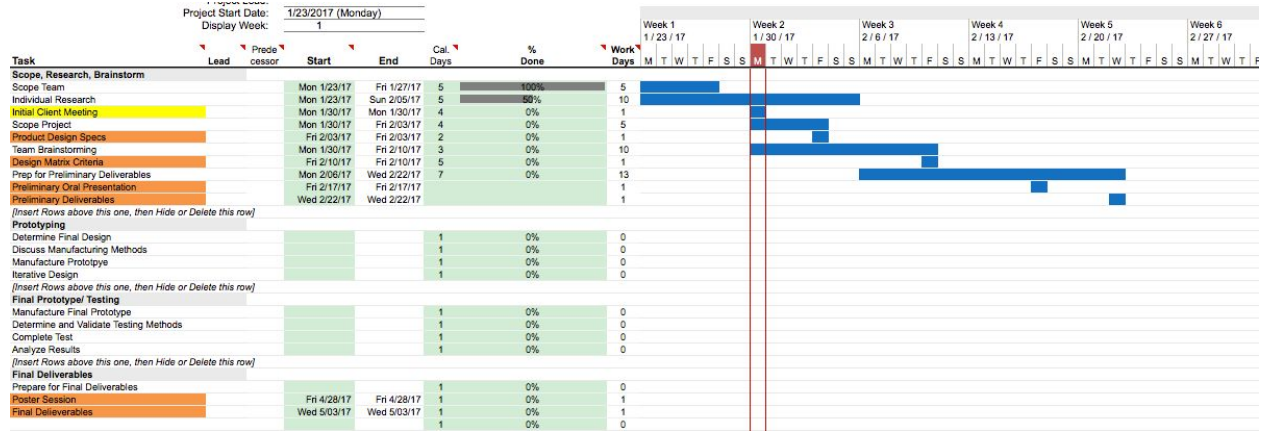 Project Lead:
Project Start Date: 1/23/2017 (Monday)
Display Week: 1
Week 1 Week 2 Week 3 Week 4 Week 5 Week 6
1 / 23 / 17 1 / 30 / 17 2 / 6 / 17 2 / 13 / 17 2 / 20 / 17 2 / 27 / 17
Task Lead Prede cessor Start End Cal. Days % Done Work Days M T W T F S S M T W T F S S M T W T F S S M T W T F S S M T W T F S S M T W T F
Scope, Research, Brainstorm
Scope Team Mon 1/23/17 Fri 1/27/17 5 100% 5
Individual Research Mon 1/23/17 Sun 2/05/17 5 50% 10
Initial Client Meeting Mon 1/30/17 Mon 1/30/17 4 0% 1
Scope Project Mon 1/30/17 Fri 2/03/17 4 0% 5
Product Design Specs Fri 2/03/17 Fri 2/03/17 2 0% 1
Team Brainstorming Mon 1/30/17 Fri 2/10/17 3 0% 10
Design Matrix Criteria Fri 2/10/17 Fri 2/10/17 5 0% 1
Prep for Preliminary Deliverables Mon 2/06/17 Wed 2/22/17 7 0% 13
Preliminary Oral Presentation Fri 2/17/17 Fri 2/17/17 1
Preliminary Deliverables Wed 2/22/17 Wed 2/22/17 1
[Insert Rows above this one, then Hide or Delete this row]
Prototyping
Determine Final Design 1 0% 0
Discuss Manufacturing Methods 1 0% 0
Manufacture Prototpye 1 0% 0
Iterative Design 1 0% 0
[Insert Rows above this one, then Hide or Delete this row]
Final Prototype/ Testing
Manufacture Final Prototype 1 0% 0
Determine and Validate Testing Methods 1 0% 0
Complete Test 1 0% 0
Analyze Results 1 0% 0
[Insert Rows above this one, then Hide or Delete this row]
Final Deliverables
Prepare for Final Deliverables 1 0% 0
Poster Session Fri 4/28/17 Fri 4/28/17 1 0% 1
Final Delieverables Wed 5/03/17 Wed 5/03/17 1 0% 1
1 0% 0